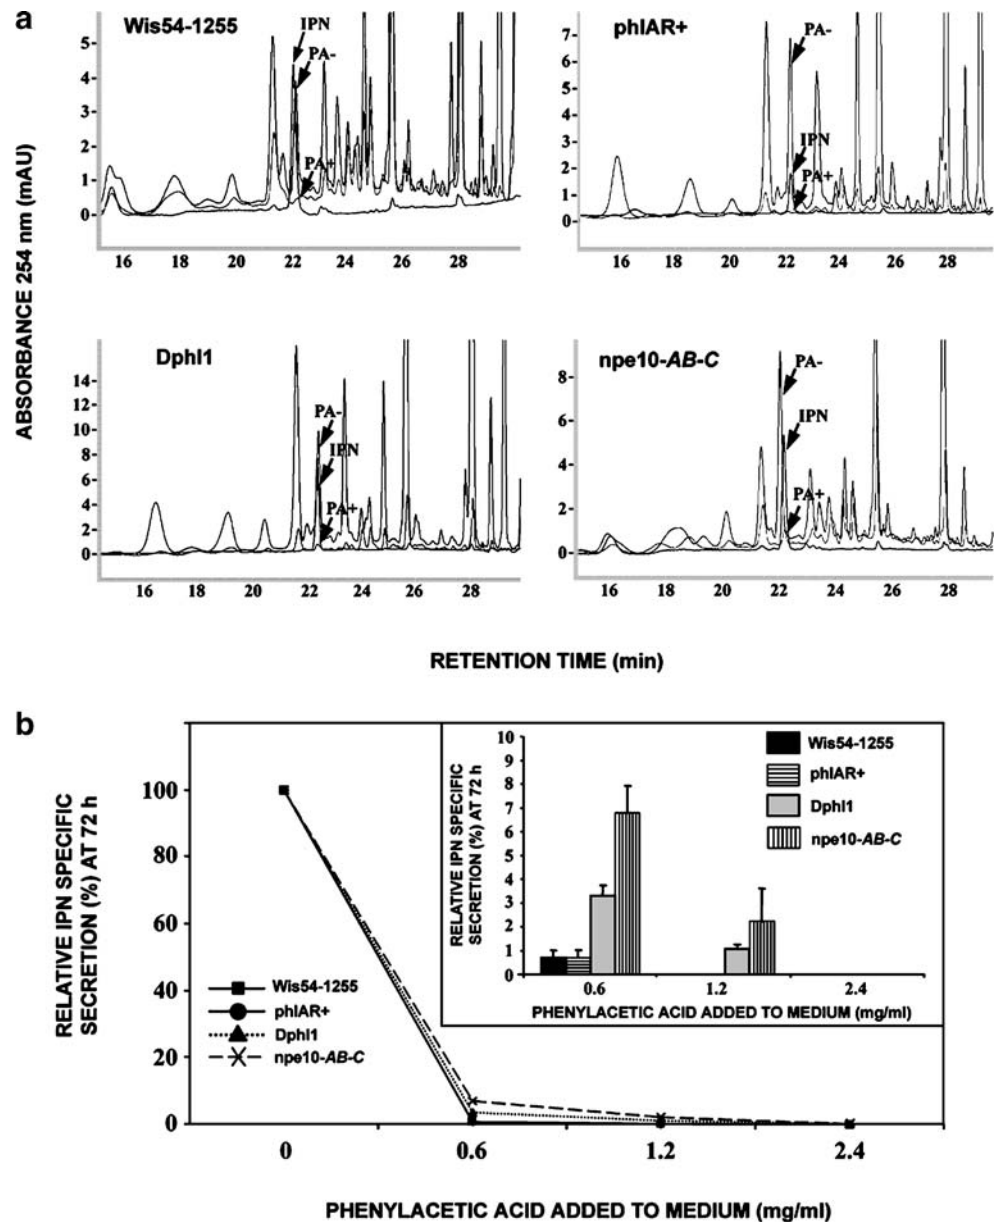 a
Wis54-1255
IPN
PA-
PA+
5
4
3
2
1
0
16 18 20 22 24 26 28
phlAR+
PA-
IPN
PA+
7
6
5
4
3
2
1
0
16 18 20 22 24 26 28
ABSORBANCE 254 nm (mAU)
Dphl1
PA-
IPN
PA+
14
12
10
8
6
4
2
0
16 18 20 22 24 26 28
npe10-AB-C
PA-
IPN
PA+
8
6
4
2
0
16 18 20 22 24 26 28
RETENTION TIME (min)
b
RELATIVE IPN SPECIFIC
SECRETION (%) AT 72 h
100
80
60
40
20
0
Wis54-1255
phlAR+
Dphl1
npe10-AB-C
0 0.6 1.2 2.4
PHENYLACETIC ACID ADDED TO MEDIUM (mg/ml)
RELATIVE IPN SPECIFIC
SECRETION (%) AT 72 h
10
9
8
7
6
5
4
3
2
1
0
Wis54-1255
phlAR+
Dphl1
npe10-AB-C
0.6 1.2 2.4
PHENYLACETIC ACID ADDED TO MEDIUM (mg/ml)